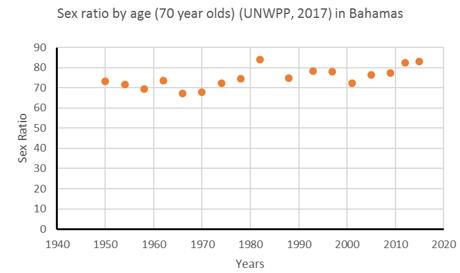 Sex ratio by age (70 year olds) (UNWPP, 2017) in Bahamas
90
80
70
60
50
40
30
20
10
0
Sex Ratio
1940 1950 1960 1970 1980 1990 2000 2010 2020
Years